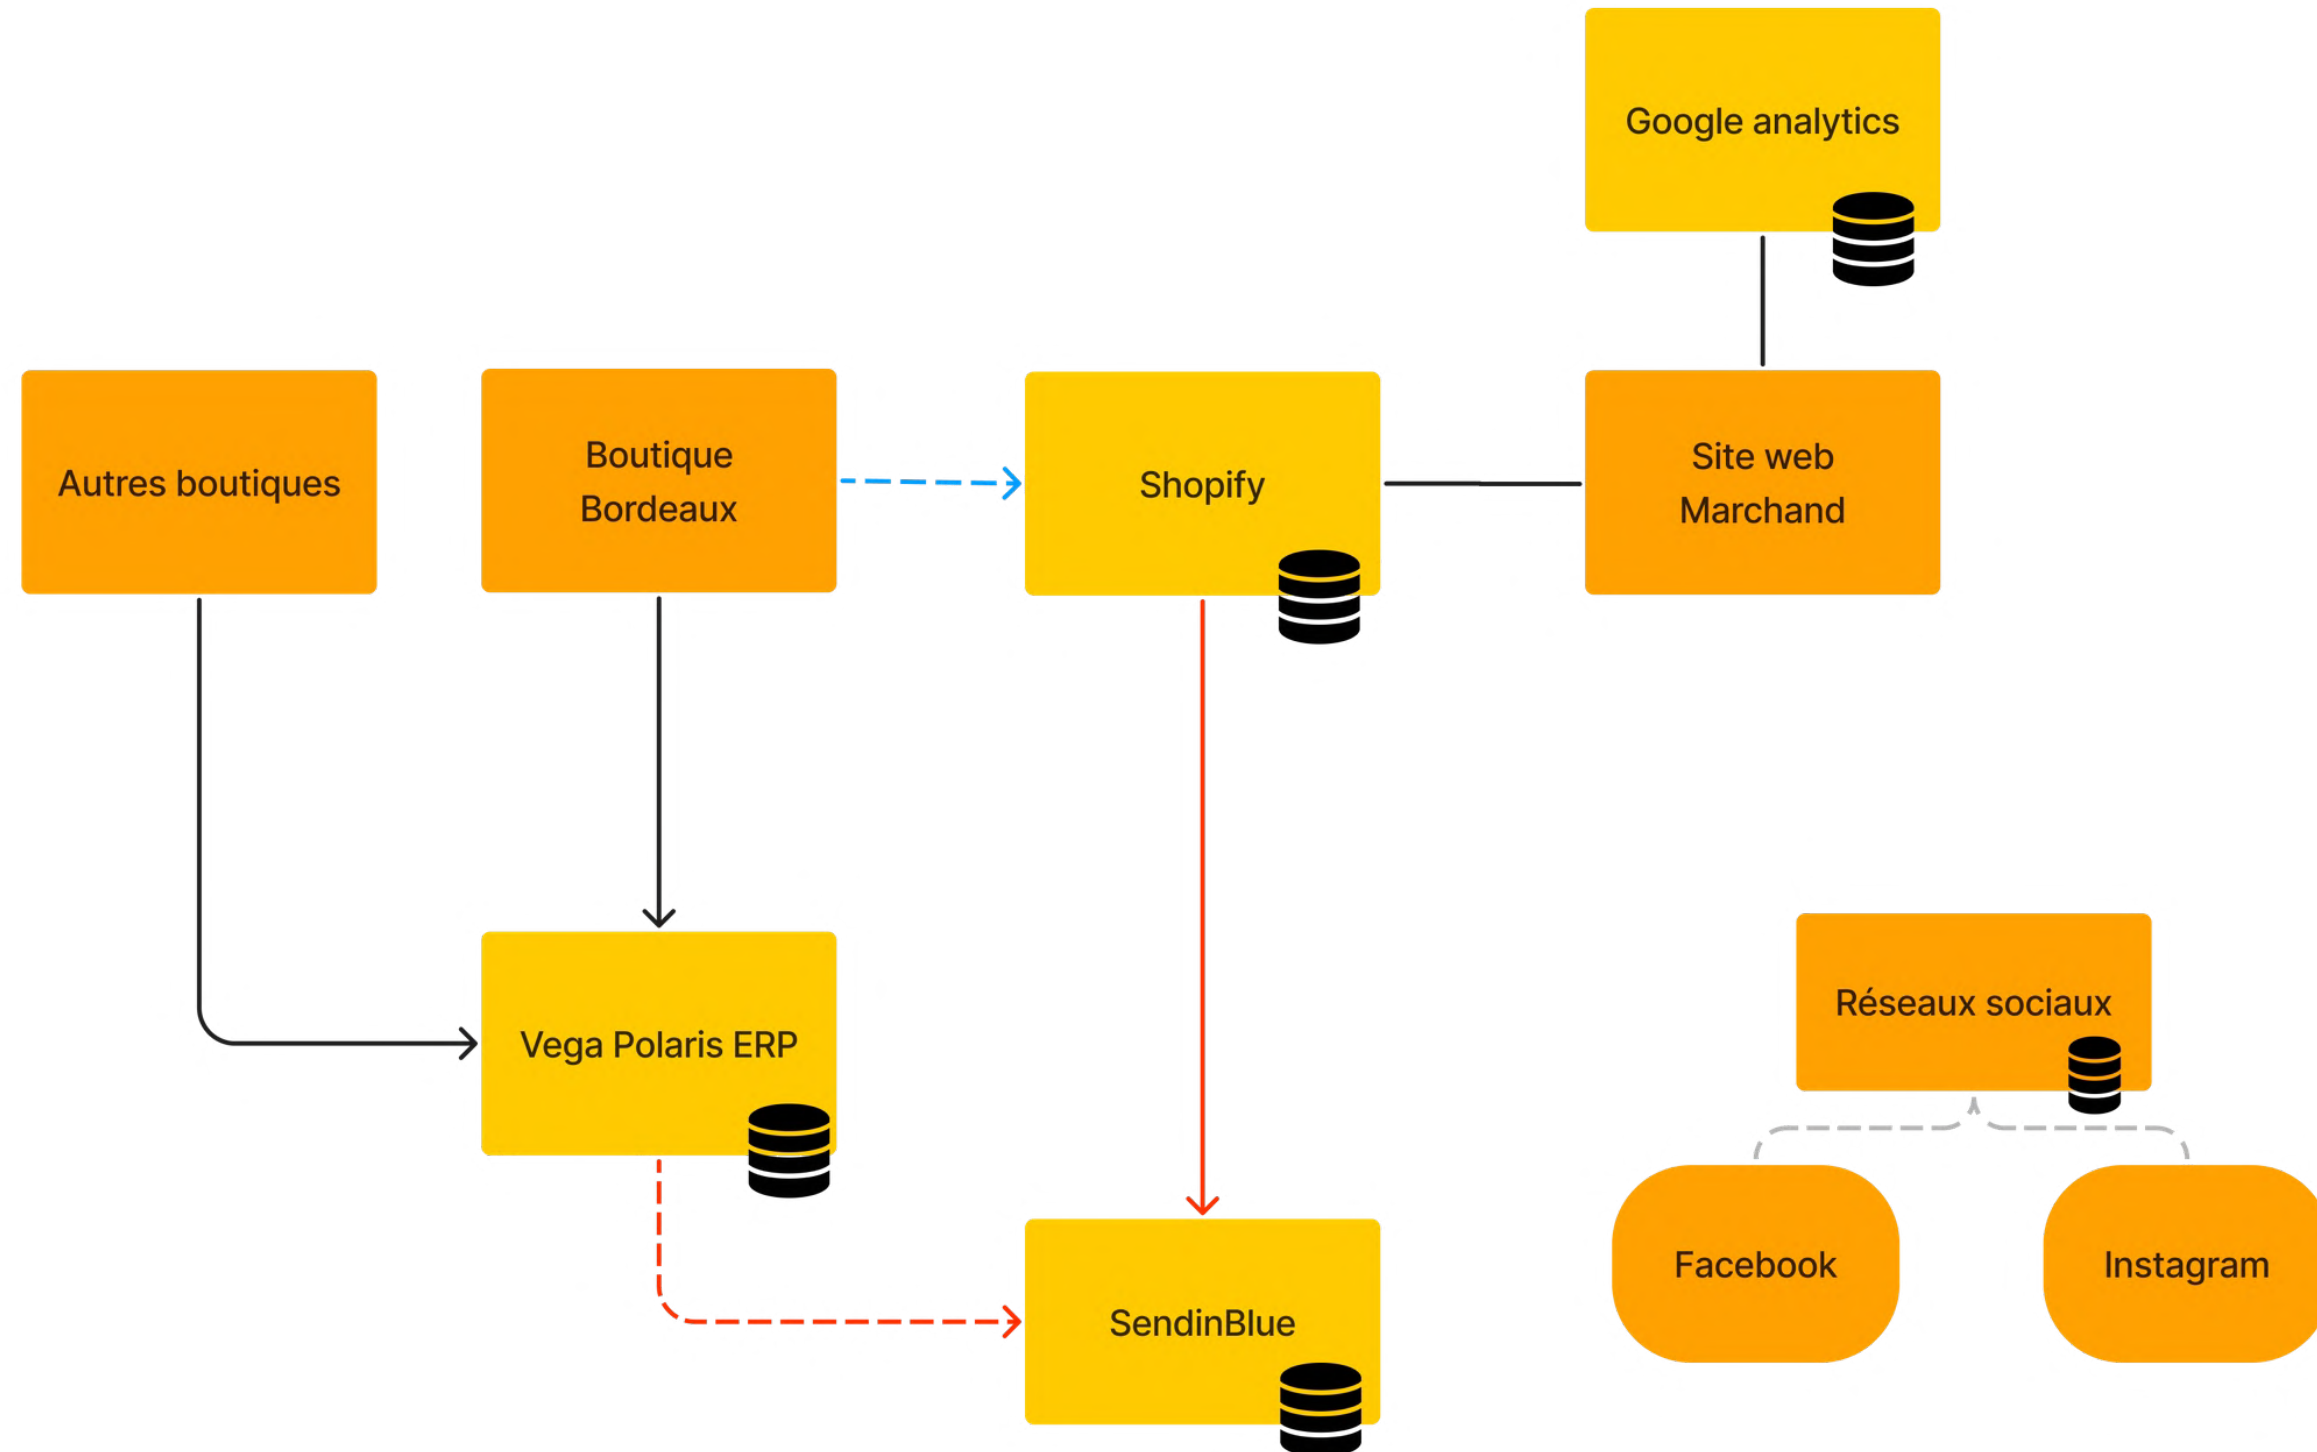 Google analytics
Autres boutiques
Boutique
Bordeaux
Shopify
Site web
Marchand
Vega Polaris ERP
Réseaux sociaux
SendinBlue
Facebook
Instagram